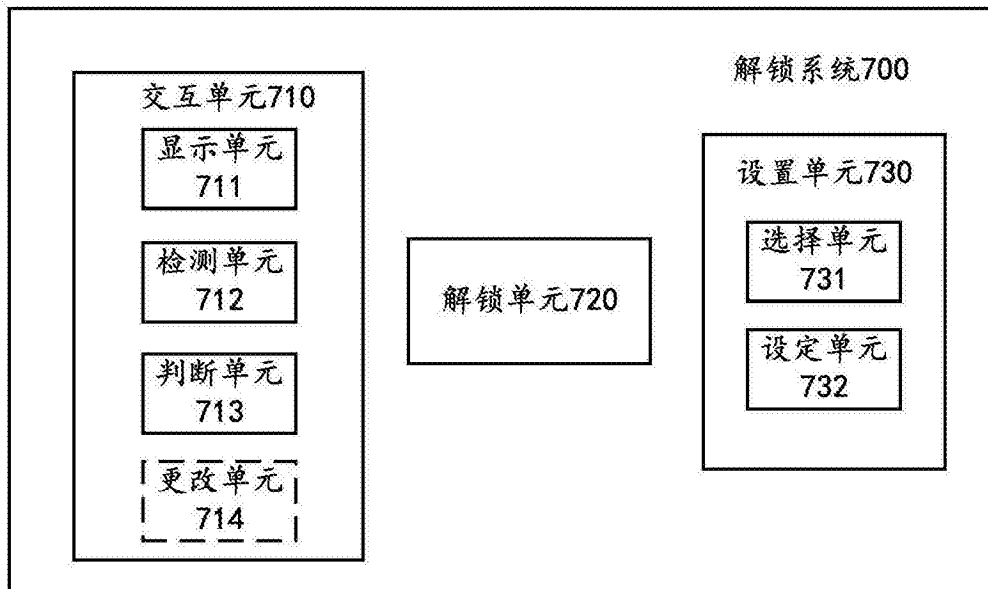 解锁系统700
交互单元710
显示单元
711
检测单元
712
判断单元
713
更改单元
714
解锁单元720
设置单元730
选择单元
731
设定单元
732